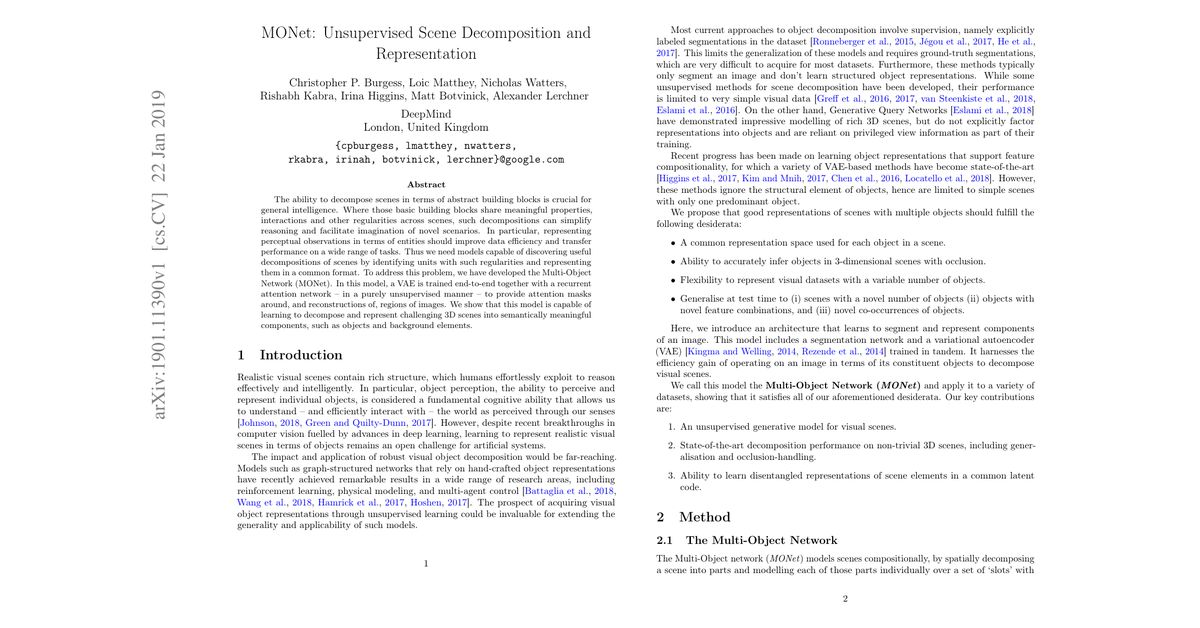 arXiv:1901.11390v1 [cs.CV] 22 Jan 2019
MONet: Unsupervised Scene Decomposition and
Representation
Christopher P. Burgess, Loic Matthey, Nicholas Watters,
Rishabh Kabra, Irina Higgins, Matt Botvinick, Alexander Lerchner
DeepMind
London, United Kingdom
{cpburgess, lmatthey, nwatters,
rkabra, irinah, botvinick, lerchner}@google.com
Abstract
The ability to decompose scenes in terms of abstract building blocks is crucial for
general intelligence. Where those basic building blocks share meaningful properties,
interactions and other regularities across scenes, such decompositions can simplify
reasoning and facilitate imagination of novel scenarios. In particular, representing
perceptual observations in terms of entities should improve data efficiency and transfer
performance on a wide range of tasks. Thus we need models capable of discovering useful
decompositions of scenes by identifying units with such regularities and representing
them in a common format. To address this problem, we have developed the Multi-Object
Network (MONet). In this model, a VAE is trained end-to-end together with a recurrent
attention network – in a purely unsupervised manner – to provide attention masks
around, and reconstructions of, regions of images. We show that this model is capable of
learning to decompose and represent challenging 3D scenes into semantically meaningful
components, such as objects and background elements.
1 Introduction
Realistic visual scenes contain rich structure, which humans effortlessly exploit to reason
effectively and intelligently. In particular, object perception, the ability to perceive and
represent individual objects, is considered a fundamental cognitive ability that allows us
to understand – and efficiently interact with – the world as perceived through our senses
[Johnson, 2018, Green and Quilty-Dunn, 2017]. However, despite recent breakthroughs in
computer vision fuelled by advances in deep learning, learning to represent realistic visual
scenes in terms of objects remains an open challenge for artificial systems.
The impact and application of robust visual object decomposition would be far-reaching.
Models such as graph-structured networks that rely on hand-crafted object representations
have recently achieved remarkable results in a wide range of research areas, including
reinforcement learning, physical modeling, and multi-agent control [Battaglia et al., 2018,
Wang et al., 2018, Hamrick et al., 2017, Hoshen, 2017]. The prospect of acquiring visual
object representations through unsupervised learning could be invaluable for extending the
generality and applicability of such models.
1
Most current approaches to object decomposition involve supervision, namely explicitly
labeled segmentations in the dataset [Ronneberger et al., 2015, Jégou et al., 2017, He et al.,
2017]. This limits the generalization of these models and requires ground-truth segmentations,
which are very difficult to acquire for most datasets. Furthermore, these methods typically
only segment an image and don't learn structured object representations. While some
unsupervised methods for scene decomposition have been developed, their performance
is limited to very simple visual data [Greff et al., 2016, 2017, van Steenkiste et al., 2018,
Eslami et al., 2016]. On the other hand, Generative Query Networks [Eslami et al., 2018]
have demonstrated impressive modelling of rich 3D scenes, but do not explicitly factor
representations into objects and are reliant on privileged view information as part of their
training.
Recent progress has been made on learning object representations that support feature
compositionality, for which a variety of VAE-based methods have become state-of-the-art
[Higgins et al., 2017, Kim and Mnih, 2017, Chen et al., 2016, Locatello et al., 2018]. However,
these methods ignore the structural element of objects, hence are limited to simple scenes
with only one predominant object.
We propose that good representations of scenes with multiple objects should fulfill the
following desiderata:
• A common representation space used for each object in a scene.
• Ability to accurately infer objects in 3-dimensional scenes with occlusion.
• Flexibility to represent visual datasets with a variable number of objects.
• Generalise at test time to (i) scenes with a novel number of objects (ii) objects with
novel feature combinations, and (iii) novel co-occurrences of objects.
Here, we introduce an architecture that learns to segment and represent components
of an image. This model includes a segmentation network and a variational autoencoder
(VAE) [Kingma and Welling, 2014, Rezende et al., 2014] trained in tandem. It harnesses the
efficiency gain of operating on an image in terms of its constituent objects to decompose
visual scenes.
We call this model the Multi-Object Network (MONet) and apply it to a variety of
datasets, showing that it satisfies all of our aforementioned desiderata. Our key contributions
are:
1. An unsupervised generative model for visual scenes.
2. State-of-the-art decomposition performance on non-trivial 3D scenes, including gener-
alisation and occlusion-handling.
3. Ability to learn disentangled representations of scene elements in a common latent
code.
2 Method
2.1 The Multi-Object Network
The Multi-Object network (MONet) models scenes compositionally, by spatially decomposing
a scene into parts and modelling each of those parts individually over a set of 'slots' with
2